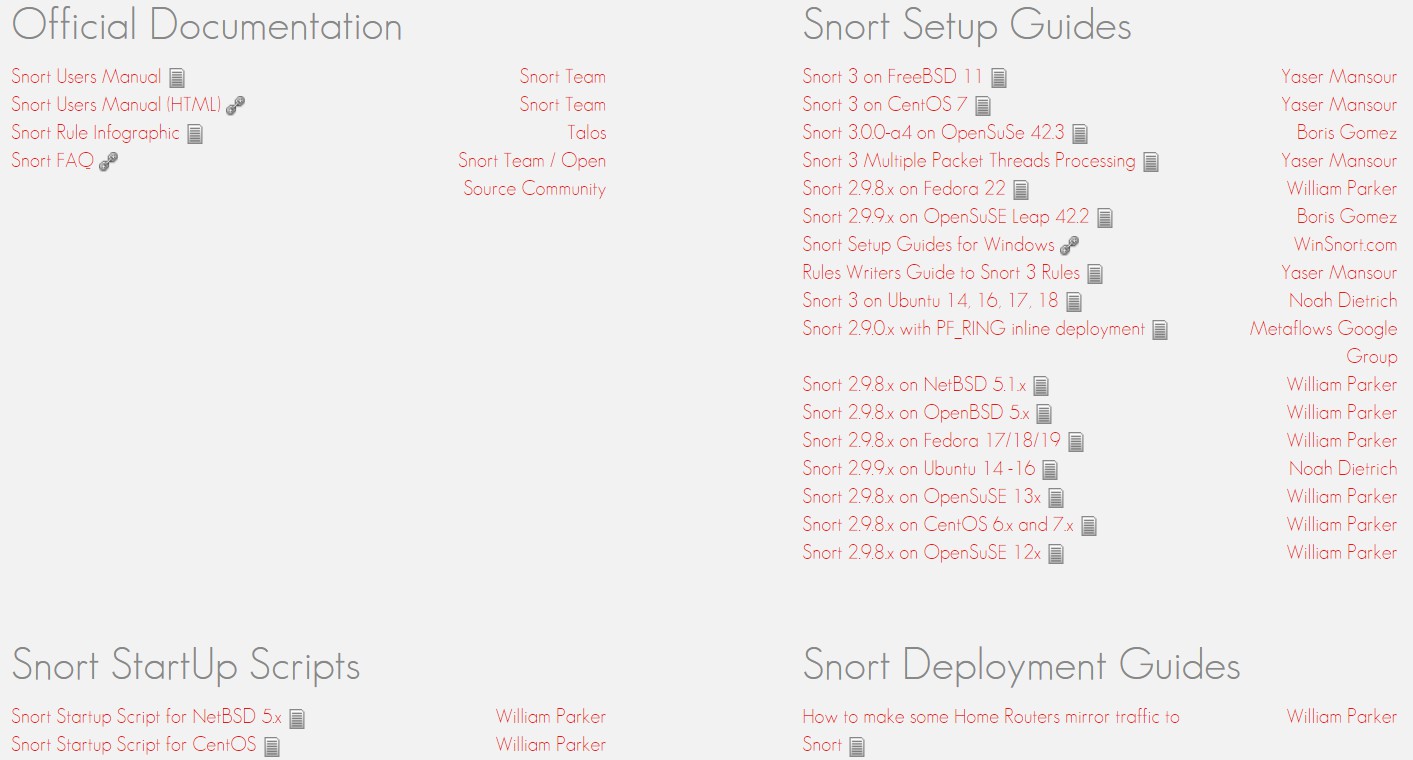 Official Documentation
Snort Users Manual Snort Team
Snort Users Manual (HTML) Snort Team
Snort Rule Infographic Talos
Snort FAQ Snort Team / Open
Source Community
Snort Setup Guides
Snort 3 on FreeBSD 11 Yaser Mansour
Snort 3 on CentOS 7 Yaser Mansour
Snort 3.0.0-a4 on OpenSuSe 42.3 Boris Gomez
Snort 3 Multiple Packet Threads Processing Yaser Mansour
Snort 2.9.8.x on Fedora 22 William Parker
Snort 2.9.9.x on OpenSuSE Leap 42.2 Boris Gomez
Snort Setup Guides for Windows WinSnort.com
Rules Writers Guide to Snort 3 Rules Yaser Mansour
Snort 3 on Ubuntu 14, 16, 17, 18 Noah Dietrich
Snort 2.9.0.x with PF_RING inline deployment Metaflows Google
Group
Snort 2.9.8.x on NetBSD 5.1.x William Parker
Snort 2.9.8.x on OpenBSD 5.x William Parker
Snort 2.9.8.x on Fedora 17/18/19 William Parker
Snort 2.9.9.x on Ubuntu 14 -16 Noah Dietrich
Snort 2.9.8.x on OpenSuSE 13.x William Parker
Snort 2.9.8.x on CentOS 6.x and 7.x William Parker
Snort 2.9.8.x on OpenSuSE 12.x William Parker
Snort StartUp Scripts
Snort Startup Script for NetBSD 5.x William Parker
Snort Startup Script for CentOS William Parker
Snort Deployment Guides
How to make some Home Routers mirror traffic to William Parker
Snort